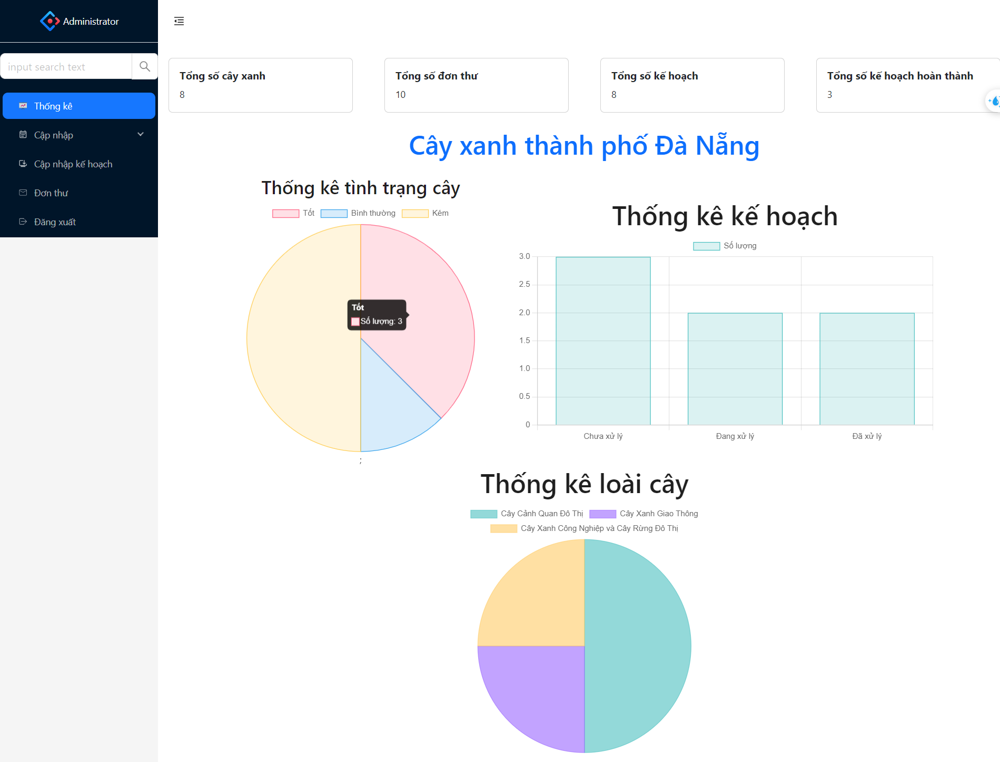 Administrator
input search text
Thống kê
Cập nhập
Cập nhập kế hoạch
Đơn thư
Đăng xuất
Tổng số cây xanh
8
Tổng số đơn thư
10
Tổng số kế hoạch
8
Tổng số kế hoạch hoàn thành
3
Cây xanh thành phố Đà Nẵng
Thống kê tình trạng cây
Tốt
Bình thường
Kém
Tốt
Số lượng: 3
;
Thống kê kế hoạch
Số lượng
3.0
2.5
2.0
1.5
1.0
0.5
0
Chưa xử lý
Đang xử lý
Đã xử lý
Thống kê loài cây
Cây Cảnh Quan Đô Thị
Cây Xanh Giao Thông
Cây Xanh Công Nghiệp và Cây Rừng Đô Thị